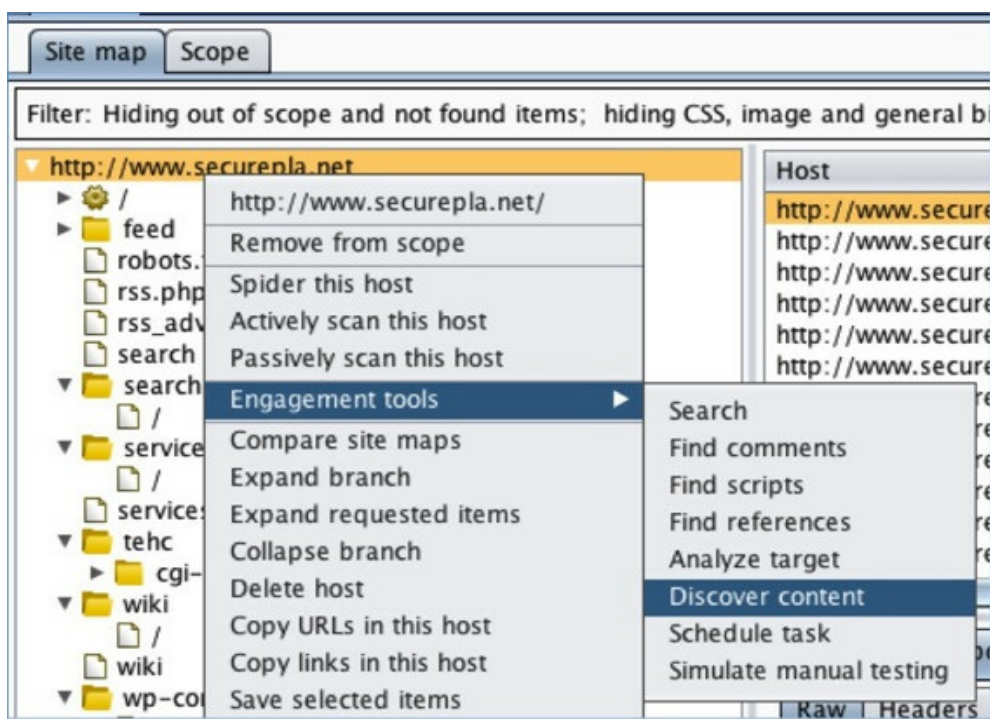 Site map
Scope
Filter: Hiding out of scope and not found items; hiding CSS, image and general
http://www.securepla.net
/
feed
robots.
rss.php
rss_adv
search
search
/
service
/
services
tehc
cgi-
wiki
/
wiki
wp-con
http://www.securepla.net/
Remove from scope
Spider this host
Actively scan this host
Passively scan this host
Engagement tools
Compare site maps
Expand branch
Expand requested items
Collapse branch
Delete host
Copy URLs in this host
Copy links in this host
Save selected items
Search
Find comments
Find scripts
Find references
Analyze target
Discover content
Schedule task
Simulate manual testing
Host
http://www.secure
http://www.secure
http://www.secure
http://www.secure
http://www.secure
http://www.secure
Raw
Headers